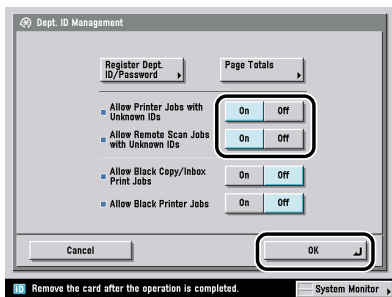 Dept. ID Management
Register Dept.
ID/Password
Page Totals
Allow Printer Jobs with
Unknown IDs
On
Off
Allow Remote Scan Jobs
with Unknown IDs
On
Off
Allow Black Copy/Inbox
Print Jobs
On
Off
Allow Black Printer Jobs
On
Off
Cancel
OK
ID Remove the card after the operation is completed.
System Monitor